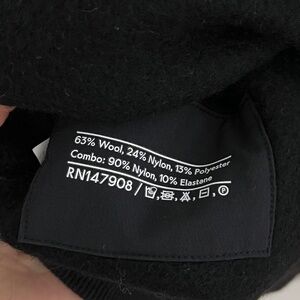 63% Wool, 24% Nylon, 13% Polyester
Combo: 90% Nylon, 10% Elastane
RN147908 /